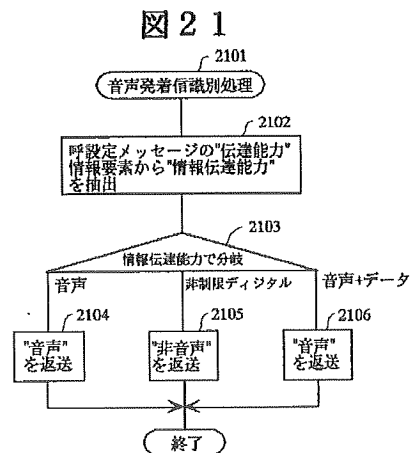 図21
2101
音声発着信識別処理
2102
呼設定メッセージの"伝達能力"
情報要素から"情報伝達能力"
を抽出
2103
情報伝達能力で分岐
音声
非制限ディジタル
音声+データ
2104
2105
2106
"音声"
を返送
"非音声"
を返送
"音声"
を返送
終了